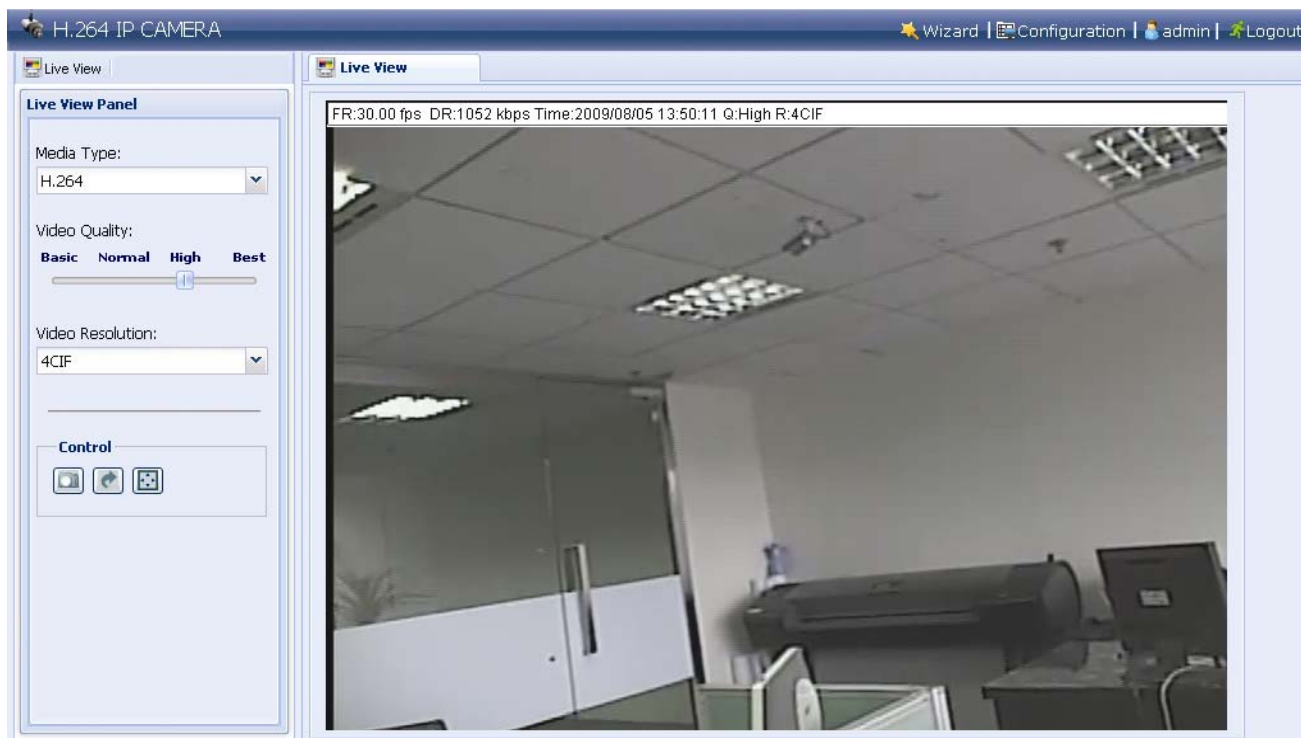 H.264 IP CAMERA
Wizard | Configuration | admin | Logout
Live View
Live View
Live View Panel
FR:30.00 fps DR:1052 kbps Time:2009/08/05 13:50:11 Q:High R:4CIF
Media Type:
H.264
Video Quality:
Basic Normal High Best
Video Resolution:
4CIF
Control